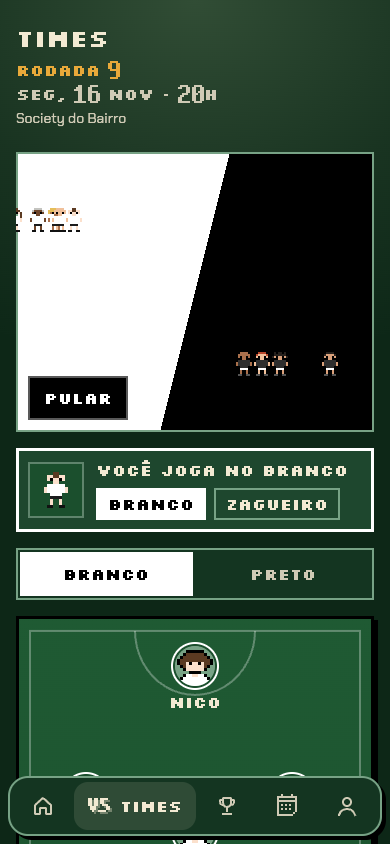 TIMES
RODADA 9
SEG, 16 NOV · 20H
Society do Bairro
PULAR
VOCÊ JOGA NO BRANCO
BRANCO ZAGUEIRO
BRANCO PRETO
NICO
VS TIMES